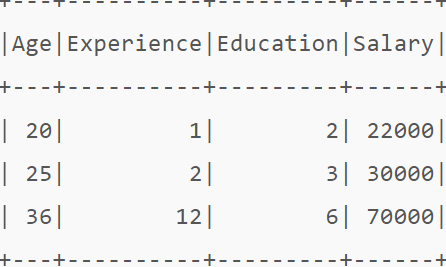 +---+----------+---------+------+
|Age|Experience|Education|Salary|
+---+----------+---------+------+
| 20|         1|        2| 22000|
| 25|         2|        3| 30000|
| 36|        12|        6| 70000|
+---+----------+---------+------+